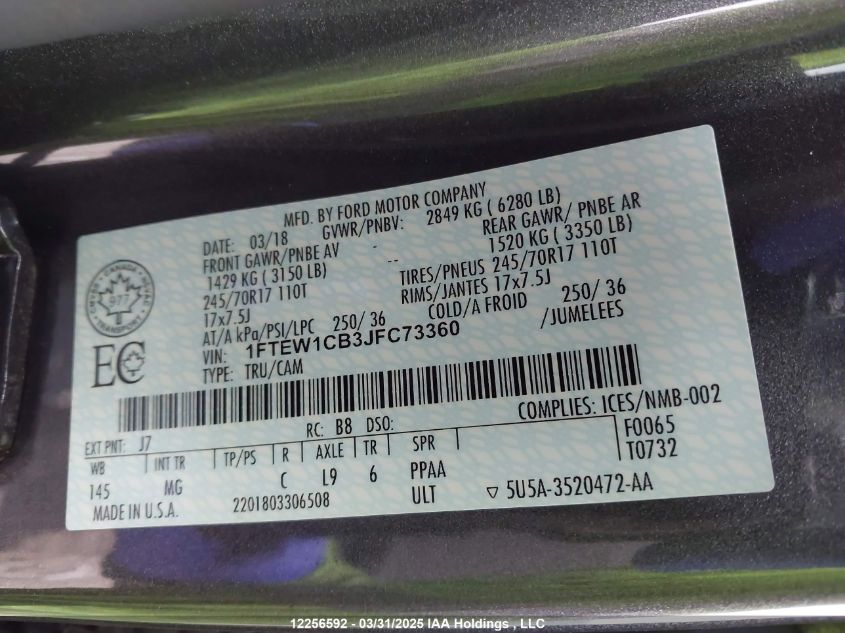 MFD. BY FORD MOTOR COMPANY
DATE: 03/18 GVWR/PNBV: 2849 KG ( 6280 LB)
FRONT GAWR/PNBE AV - REAR GAWR/ PNBE AR
1429 KG ( 3150 LB) - 1520 KG ( 3350 LB)
245/70R17 110T TIRES/PNEUS 245/70R17 110T
17x7.5J RIMS/JANTES 17x7.5J
AT/A kPa/PSI/LPC 250/ 36 COLD/A FROID 250/ 36
VIN: 1FTEW1CB3JFC73360 /JUMELEES
TYPE: TRU/CAM
CANADA
977
TRANSPORT
EC
COMPLIES: ICES/NMB-002
EXT PNT: J7 RC: B8 DSO: F0065
WB INT TR TP/PS R AXLE TR SPR T0732
145 MG C L9 6 PPAA
ULT
MADE IN U.S.A. 2201803306508 ▽ 5U5A-3520472-AA
12256592 - 03/31/2025 IAA Holdings , LLC